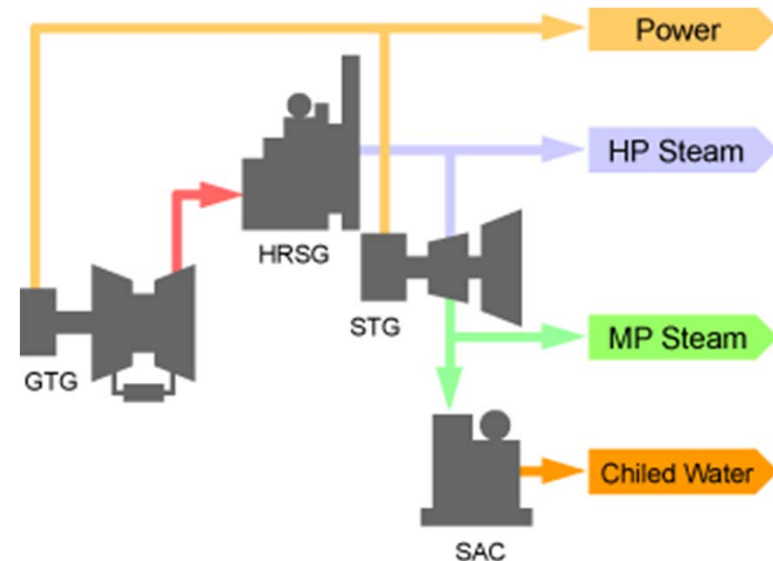 Power
HP Steam
HRSG
STG
MP Steam
GTG
Chiled Water
SAC